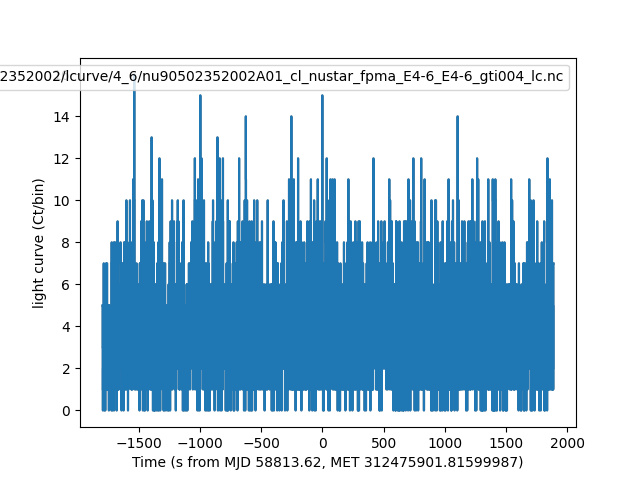 2352002/lcurve/4_6/nu90502352002A01_cl_nustar_fpma_E4-6_E4-6_gti004_lc.nc
14
12
10
8
6
4
2
0
light curve (Ct/bin)
−1500 −1000 −500 0 500 1000 1500 2000
Time (s from MJD 58813.62, MET 312475901.81599987)